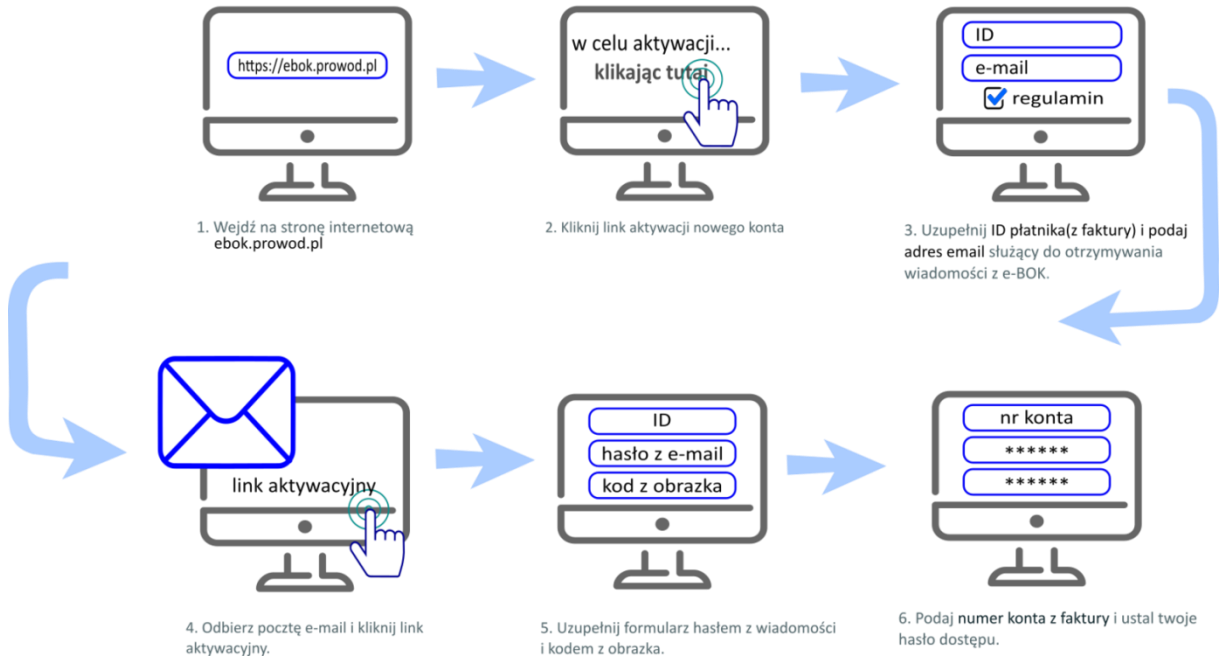 https://ebok.prowod.pl
w celu aktywacji...
klikając tutaj
ID
e-mail
regulamin
1. Wejdź na stronę internetową
ebok.prowod.pl
2. Kliknij link aktywacji nowego konta
3. Uzupełnij ID płatnika(z faktury) i podaj
adres email służący do otrzymywania
wiadomości z e-BOK.
link aktywacyjny
ID
hasło z e-mail
kod z obrazka
nr konta
******
******
4. Odbierz pocztę e-mail i kliknij link
aktywacyjny.
5. Uzupełnij formularz hasłem z wiadomości
i kodem z obrazka.
6. Podaj numer konta z faktury i ustal twoje
hasło dostępu.